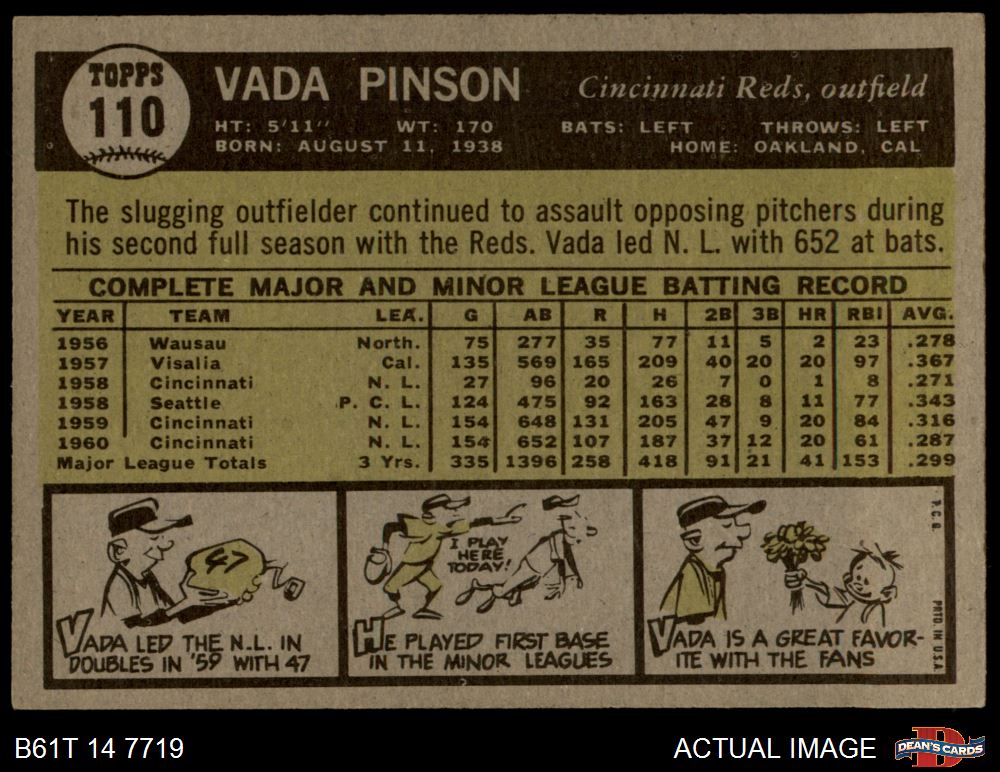 TOPPS
110
VADA PINSON
Cincinnati Reds, outfield
HT: 5'11" WT: 170 BATS: LEFT THROWS: LEFT
BORN: AUGUST 11, 1938 HOME: OAKLAND, CAL
The slugging outfielder continued to assault opposing pitchers during
his second full season with the Reds. Vada led N. L. with 652 at bats.
COMPLETE MAJOR AND MINOR LEAGUE BATTING RECORD
YEAR TEAM LEA. G AB R H 2B 3B HR RBI AVG.
1956 Wausau North. 75 277 35 77 11 5 2 23 .278
1957 Visalia Cal. 135 569 165 209 40 20 20 97 .367
1958 Cincinnati N. L. 27 96 20 26 7 0 1 8 .271
1958 Seattle P. C. L. 124 475 92 163 28 8 11 77 .343
1959 Cincinnati N. L. 154 648 131 205 47 9 20 84 .316
1960 Cincinnati N. L. 154 652 107 187 37 12 20 61 .287
Major League Totals 3 Yrs. 335 1396 258 418 91 21 41 153 .299
47
VADA LED THE N.L. IN
DOUBLES IN '59 WITH 47
I PLAY
HERE
TODAY!
HE PLAYED FIRST BASE
IN THE MINOR LEAGUES
VADA IS A GREAT FAVOR-
ITE WITH THE FANS
T.C.G.
PRTD. IN U.S.A.
B61T 14 7719
ACTUAL IMAGE
D
DEAN'S CARDS